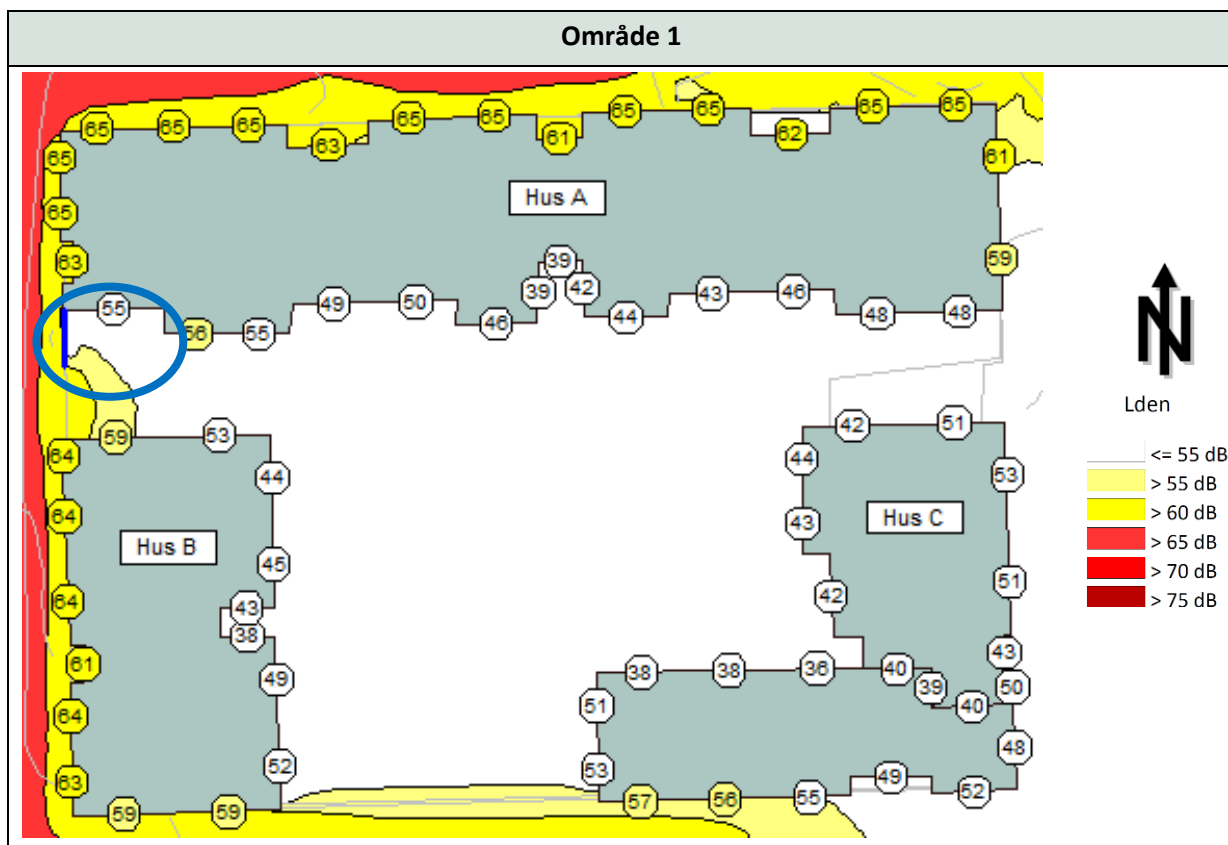 Område 1
65 65 65 63 65 65 61 65 65 62 65 65
65 61
65 Hus A
63 39 59
55 49 50 39 42 43 46
56 55 46 44 48 48
N
Lden
<= 55 dB
> 55 dB
> 60 dB
> 65 dB
> 70 dB
> 75 dB
59 53 42 51
64 44 44 53
64 43 Hus C
Hus B 45 51
64 43 42
38
61 49 38 38 36 40 43
39 50
64 51 40
52 53 48
63 49
59 59 57 56 55 52